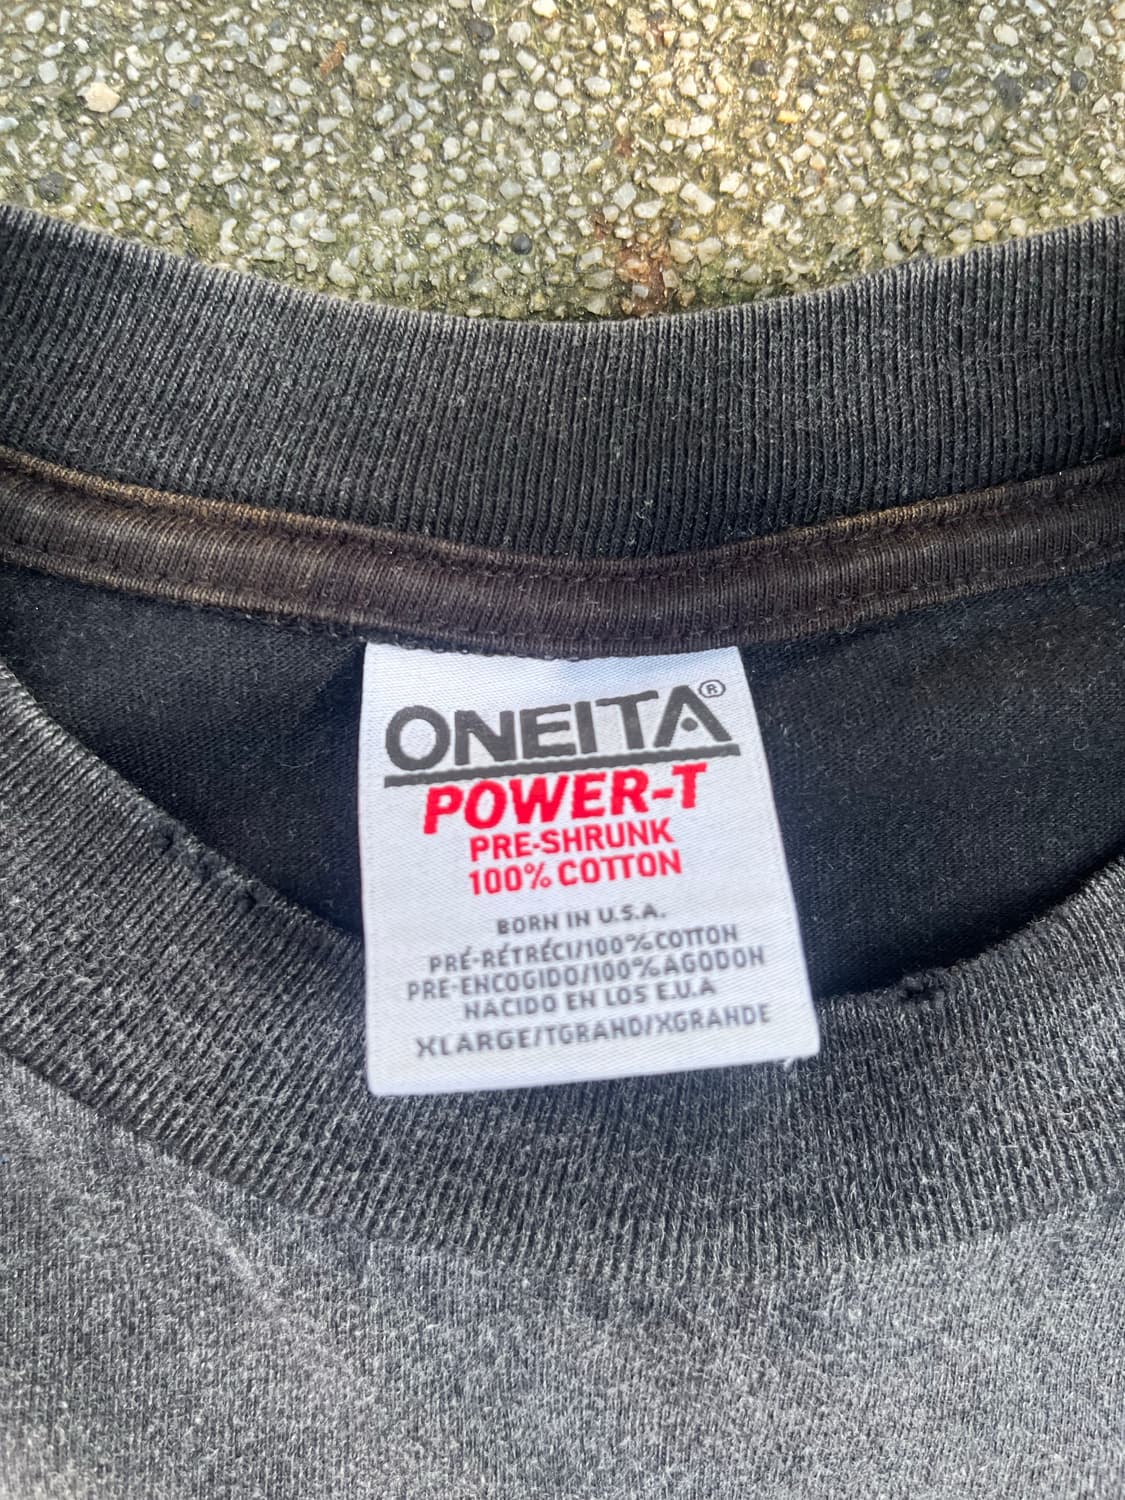 ONEITA®
POWER-T
PRE-SHRUNK
100% COTTON
BORN IN U.S.A.
PRÉ-RÉTRÉCI/100%COTTON
PRE-ENCOGIDO/100%AGODON
NACIDO EN LOS E.U.A
XLARGE/TGRAND/XGRANDE